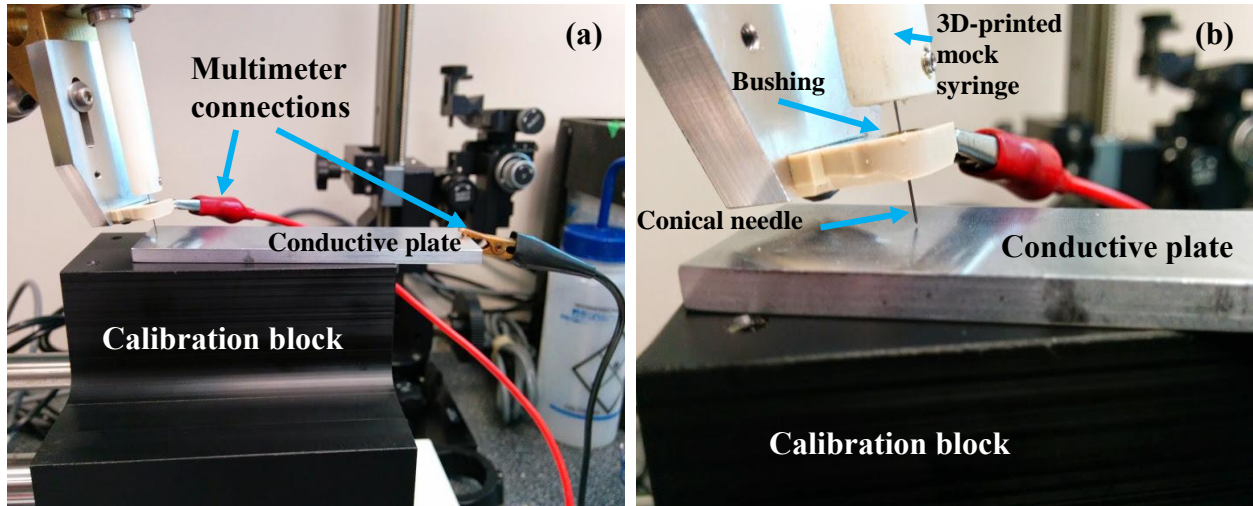 (a)
Multimeter
connections
Conductive plate
Calibration block
(b)
3D-printed
mock
syringe
Bushing
Conical needle
Conductive plate
Calibration block